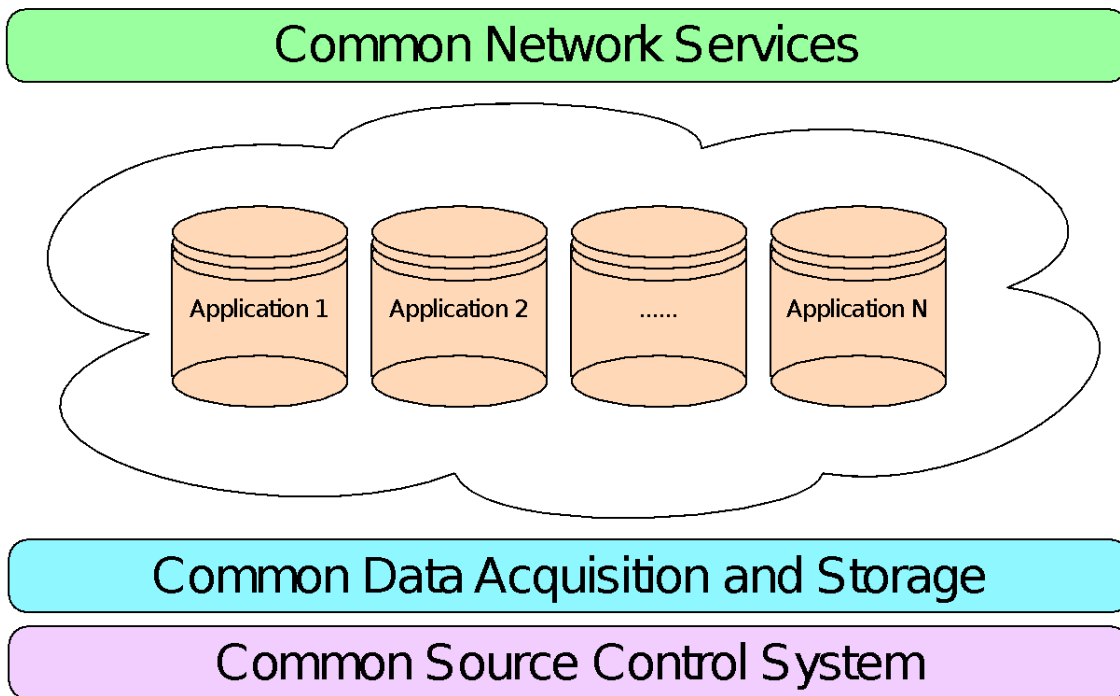 Common Network Services
Application 1
Application 2
......
Application N
Common Data Acquisition and Storage
Common Source Control System